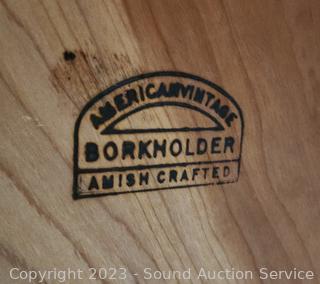 AMERICAN VINTAGE
BORKHOLDER
AMISH CRAFTED
Copyright 2023 - Sound Auction Service